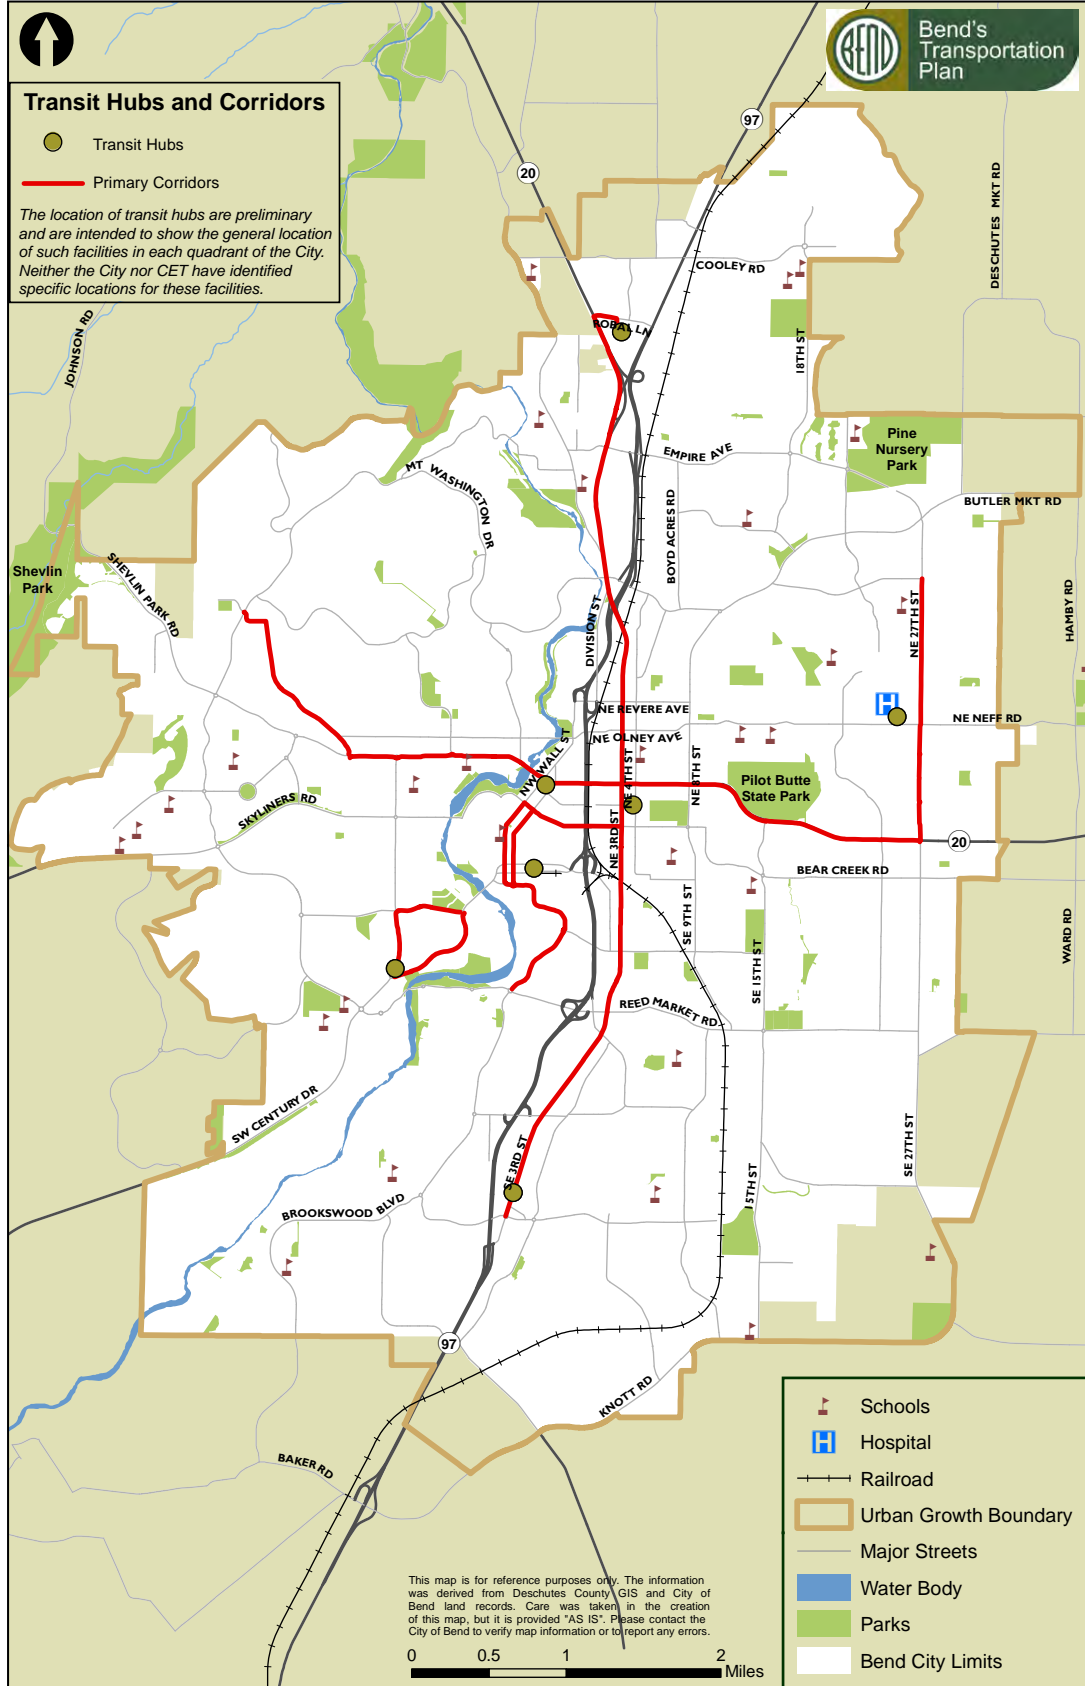 BEND
Bend's
Transportation
Plan
Transit Hubs and Corridors
Transit Hubs
Primary Corridors
The location of transit hubs are preliminary
and are intended to show the general location
of such facilities in each quadrant of the City.
Neither the City nor CET have identified
specific locations for these facilities.
97
20
DESCHUTES MKT RD
COOLEY RD
JOHNSON RD
ROBAL LN
18TH ST
Pine
Nursery
Park
EMPIRE AVE
MT WASHINGTON DR
BUTLER MKT RD
BOYD ACRES RD
Shevlin
Park
SHEVLIN PARK RD
DIVISION ST
NE 27TH ST
HAMBY RD
H
NE REVERE AVE
NE NEFF RD
NE OLNEY AVE
NW WALL ST
NE 4TH ST
NE 8TH ST
Pilot Butte
State Park
SKYLINERS RD
NE 3RD ST
20
BEAR CREEK RD
SE 9TH ST
SE 15TH ST
WARD RD
REED MARKET RD
SW CENTURY DR
SE 3RD ST
SE 27TH ST
15TH ST
BROOKSWOOD BLVD
97
KNOTT RD
BAKER RD
Schools
H
Hospital
Railroad
Urban Growth Boundary
Major Streets
Water Body
Parks
Bend City Limits
This map is for reference purposes only. The information
was derived from Deschutes County GIS and City of
Bend land records. Care was taken in the creation
of this map, but it is provided "AS IS". Please contact the
City of Bend to verify map information or to report any errors.
0 0.5 1 2
Miles